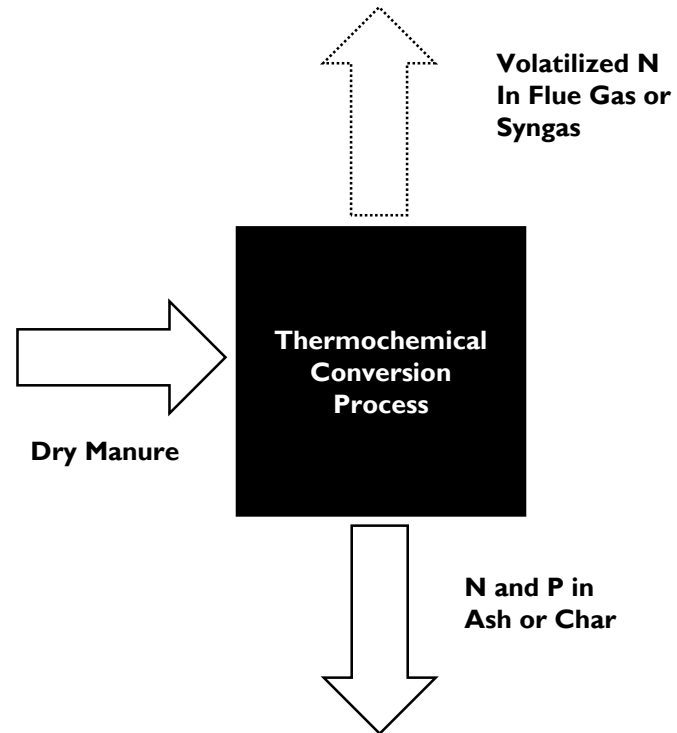 Volatilized N
In Flue Gas or
Syngas
Thermochemical
Conversion
Process
Dry Manure
N and P in
Ash or Char